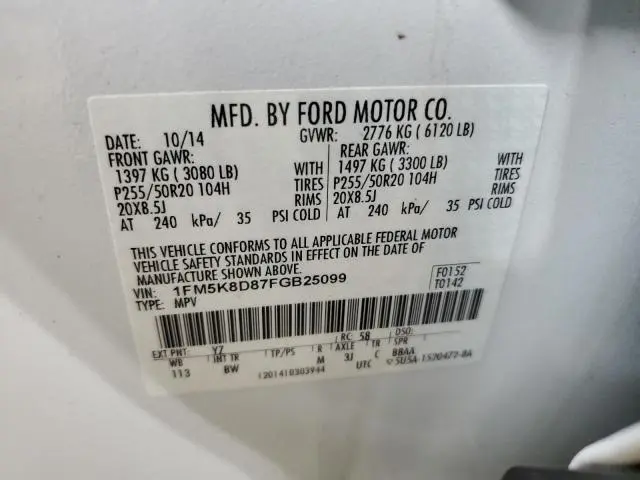 MFD. BY FORD MOTOR CO.
DATE: 10/14 GVWR: 2776 KG ( 6120 LB)
FRONT GAWR: REAR GAWR:
1397 KG ( 3080 LB) WITH 1497 KG ( 3300 LB) WITH
P255/50R20 104H TIRES P255/50R20 104H TIRES
20X8.5J RIMS 20X8.5J RIMS
AT 240 kPa/ 35 PSI COLD AT 240 kPa/ 35 PSI COLD
THIS VEHICLE CONFORMS TO ALL APPLICABLE FEDERAL MOTOR
VEHICLE SAFETY STANDARDS IN EFFECT ON THE DATE OF
MANUFACTURE SHOWN ABOVE.
VIN: 1FM5K8D87FGB25099 F0152
TYPE: MPV T0142
EXT PNT: Y7 RC: 58 DSO:
WB INT TR TP/PS R AXLE TR SPR
113 BW M 3J C BBAA
1201410303944 UTC